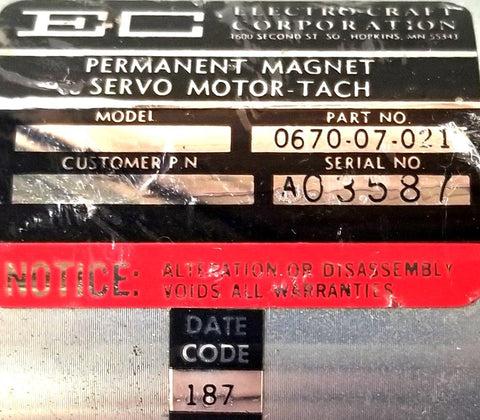 E-C ELECTRO-CRAFT
CORPORATION
1600 SECOND ST. SO., HOPKINS, MN 55343
PERMANENT MAGNET
SERVO MOTOR-TACH
MODEL PART NO.
0670-07-021
CUSTOMER P.N SERIAL NO.
A03587
NOTICE: ALTERATION OR DISASSEMBLY
VOIDS ALL WARRANTIES
DATE
CODE
187